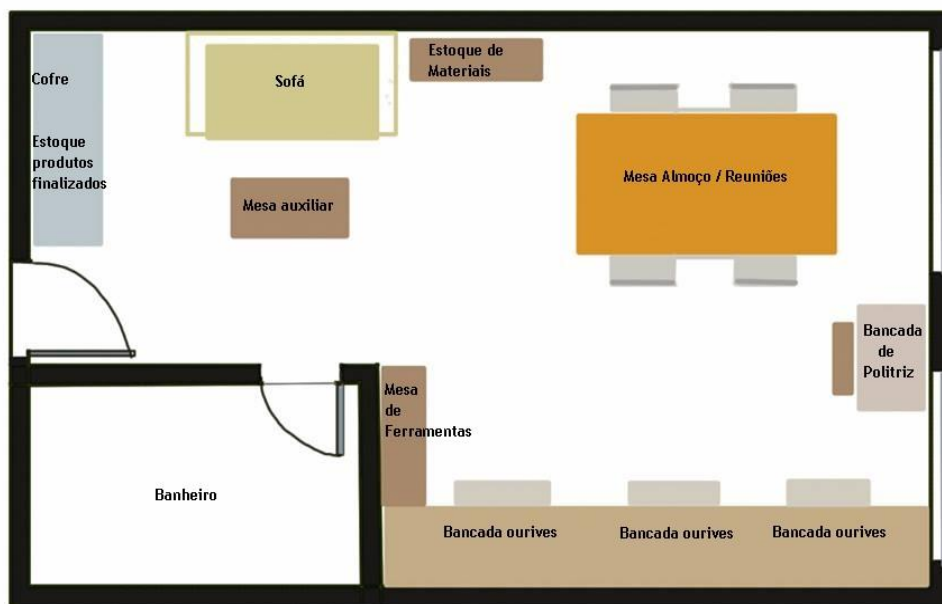 Cofre
Estoque
produtos
finalizados
Sofá
Estoque de
Materiais
Mesa auxiliar
Mesa Almoço / Reuniões
Bancada
de
Politriz
Mesa
de
Ferramentas
Banheiro
Bancada ourives
Bancada ourives
Bancada ourives